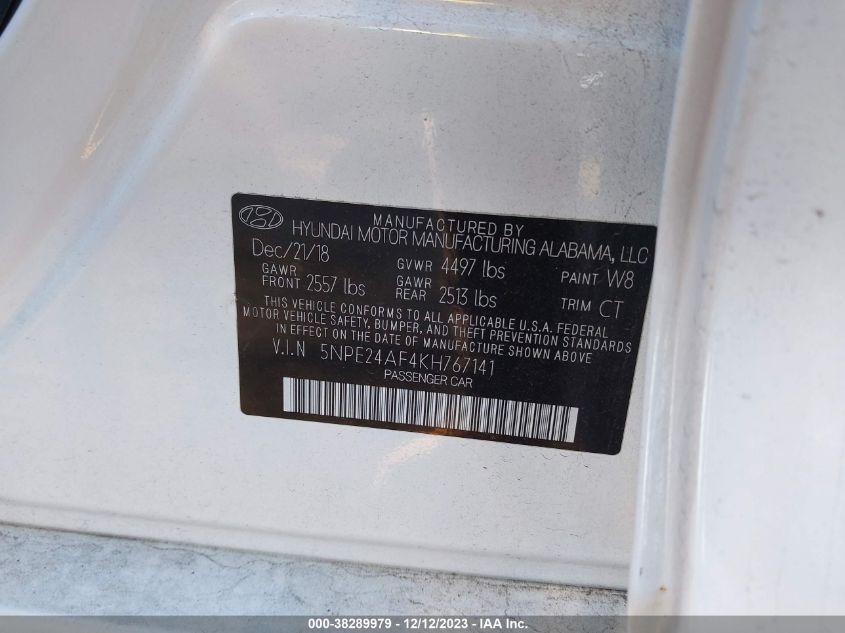 MANUFACTURED BY
HYUNDAI MOTOR MANUFACTURING ALABAMA, LLC
Dec/21/18 GVWR 4497 lbs PAINT W8
GAWR FRONT 2557 lbs GAWR REAR 2513 lbs TRIM CT
THIS VEHICLE CONFORMS TO ALL APPLICABLE U.S.A. FEDERAL
MOTOR VEHICLE SAFETY, BUMPER, AND THEFT PREVENTION STANDARDS
IN EFFECT ON THE DATE OF MANUFACTURE SHOWN ABOVE.
V.I.N 5NPE24AF4KH767141
PASSENGER CAR
000-38289979 - 12/12/2023 - IAA Inc.